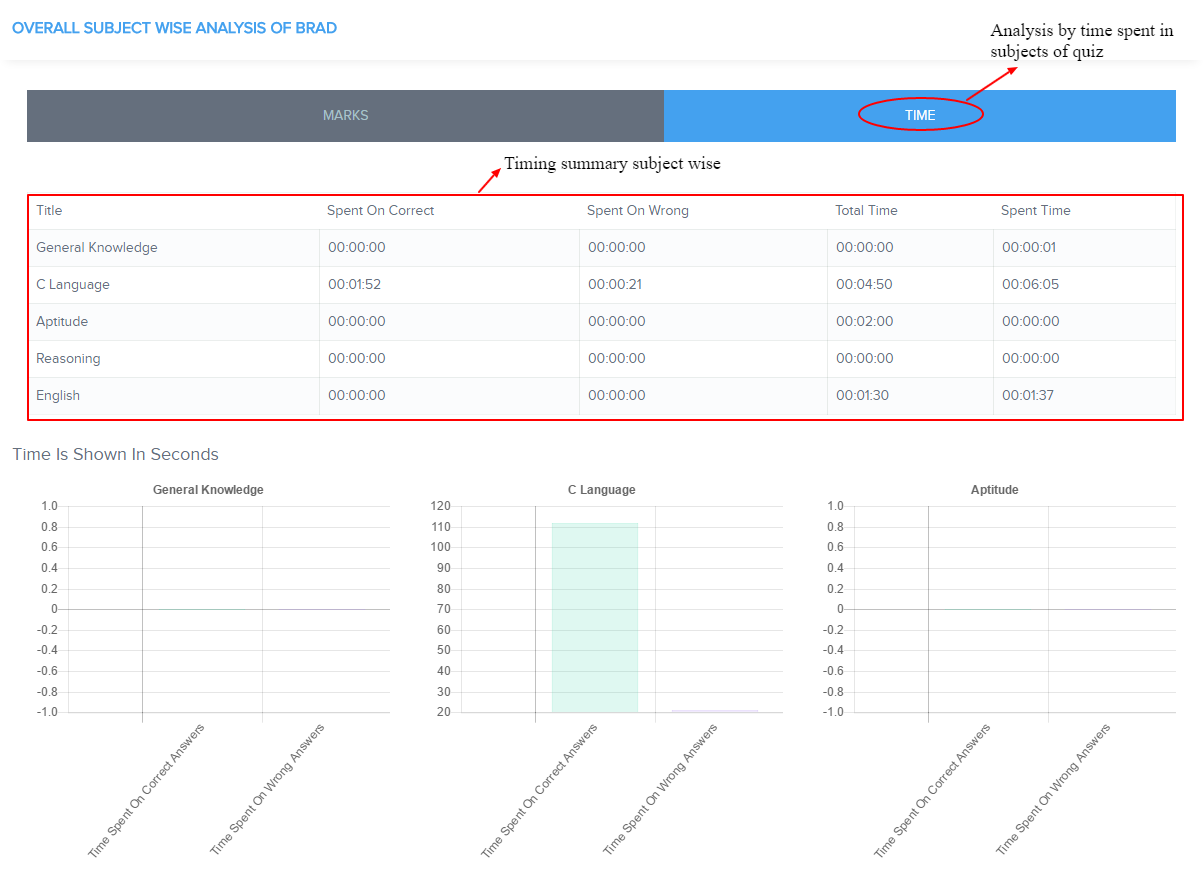 OVERALL SUBJECT WISE ANALYSIS OF BRAD
Analysis by time spent in
subjects of quiz
MARKS
TIME
Timing summary subject wise
Title Spent On Correct Spent On Wrong Total Time Spent Time
General Knowledge 00:00:00 00:00:00 00:00:00 00:00:01
C Language 00:01:52 00:00:21 00:04:50 00:06:05
Aptitude 00:00:00 00:00:00 00:02:00 00:00:00
Reasoning 00:00:00 00:00:00 00:00:00 00:00:00
English 00:00:00 00:00:00 00:01:30 00:01:37
Time Is Shown In Seconds
General Knowledge
1.0
0.8
0.6
0.4
0.2
0
-0.2
-0.4
-0.6
-0.8
-1.0
Time Spent On Correct Answers
Time Spent On Wrong Answers
C Language
120
110
100
90
80
70
60
50
40
30
20
Time Spent On Correct Answers
Time Spent On Wrong Answers
Aptitude
1.0
0.8
0.6
0.4
0.2
0
-0.2
-0.4
-0.6
-0.8
-1.0
Time Spent On Correct Answers
Time Spent On Wrong Answers